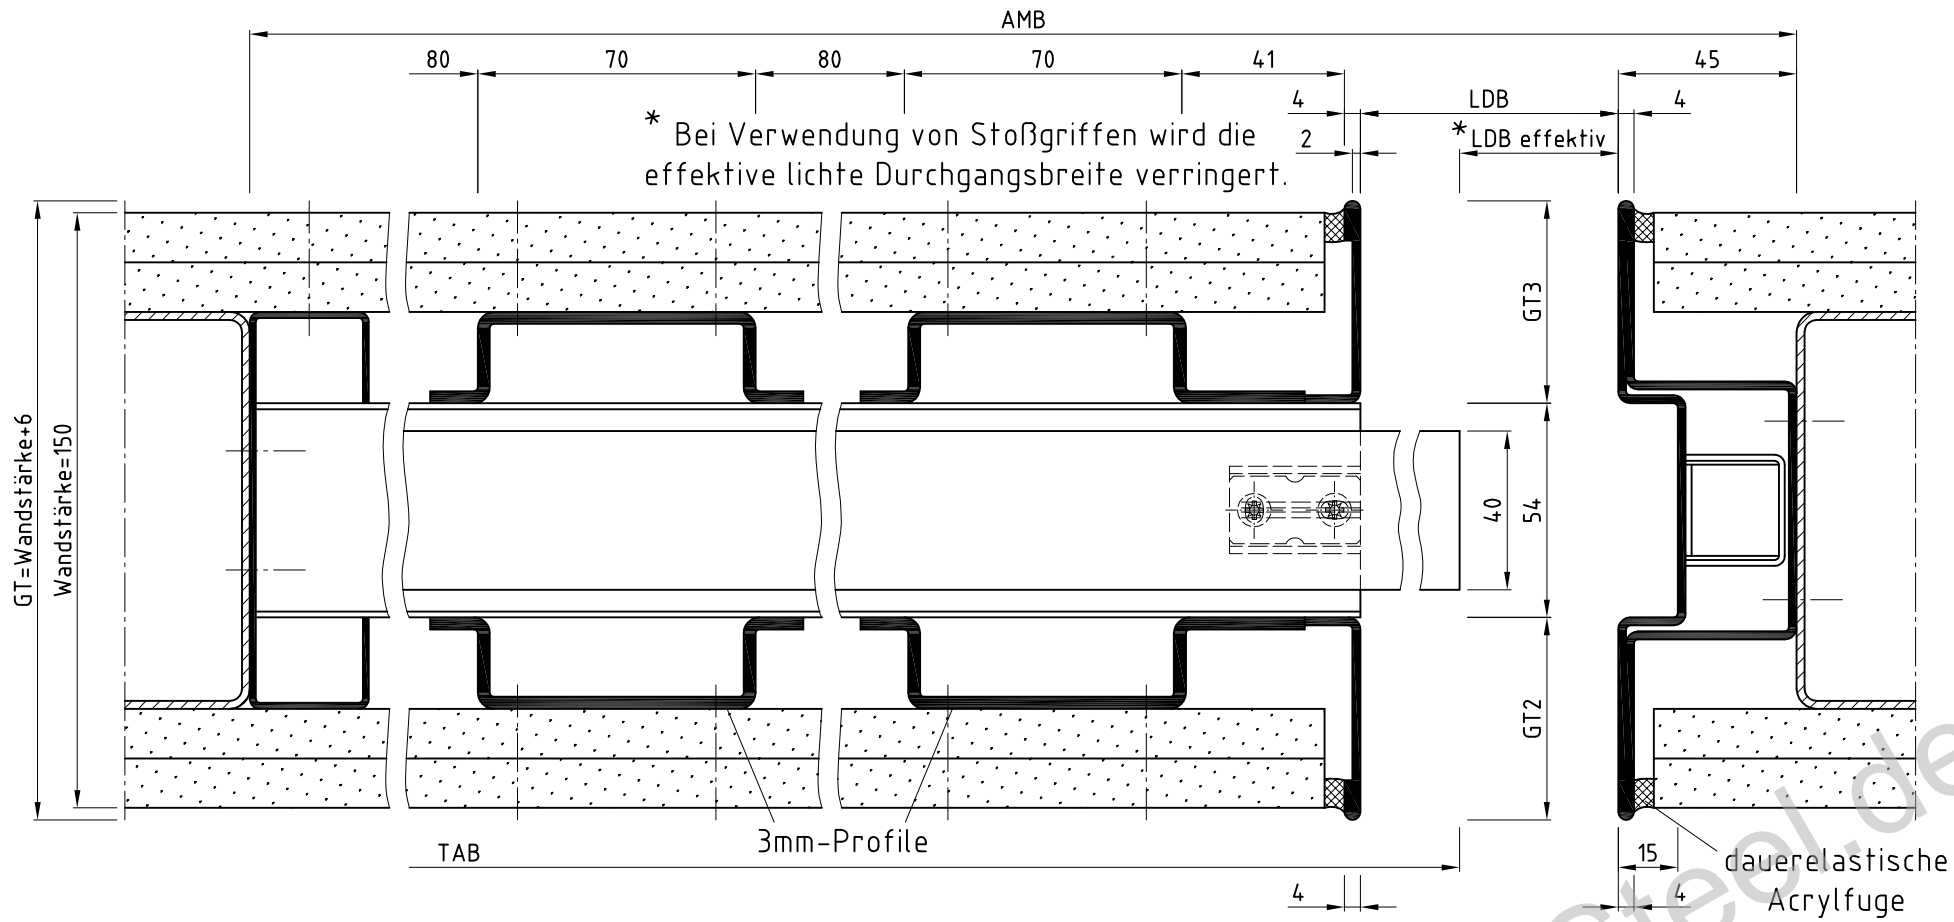 AMB
80
70
80
70
41
45
4
LDB
4
* Bei Verwendung von Stoßgriffen wird die
effektive lichte Durchgangsbreite verringert.
2
*LDB effektiv
GT=Wandstärke+6
Wandstärke=150
GT3
40
54
GT2
3mm-Profile
TAB
15
dauerelastische
Acrylfuge
4
4
Steel.de